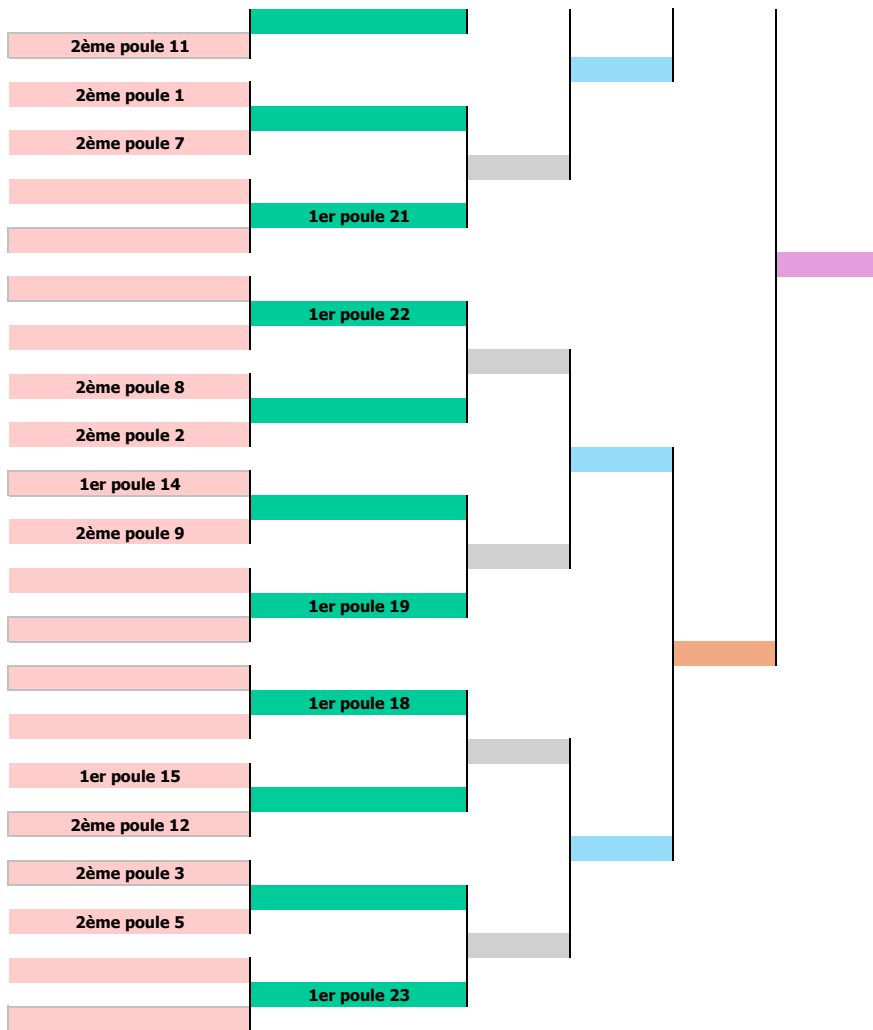 2ème poule 11
2ème poule 1
2ème poule 7
1er poule 21
1er poule 22
2ème poule 8
2ème poule 2
1er poule 14
2ème poule 9
1er poule 19
1er poule 18
1er poule 15
2ème poule 12
2ème poule 3
2ème poule 5
1er poule 23